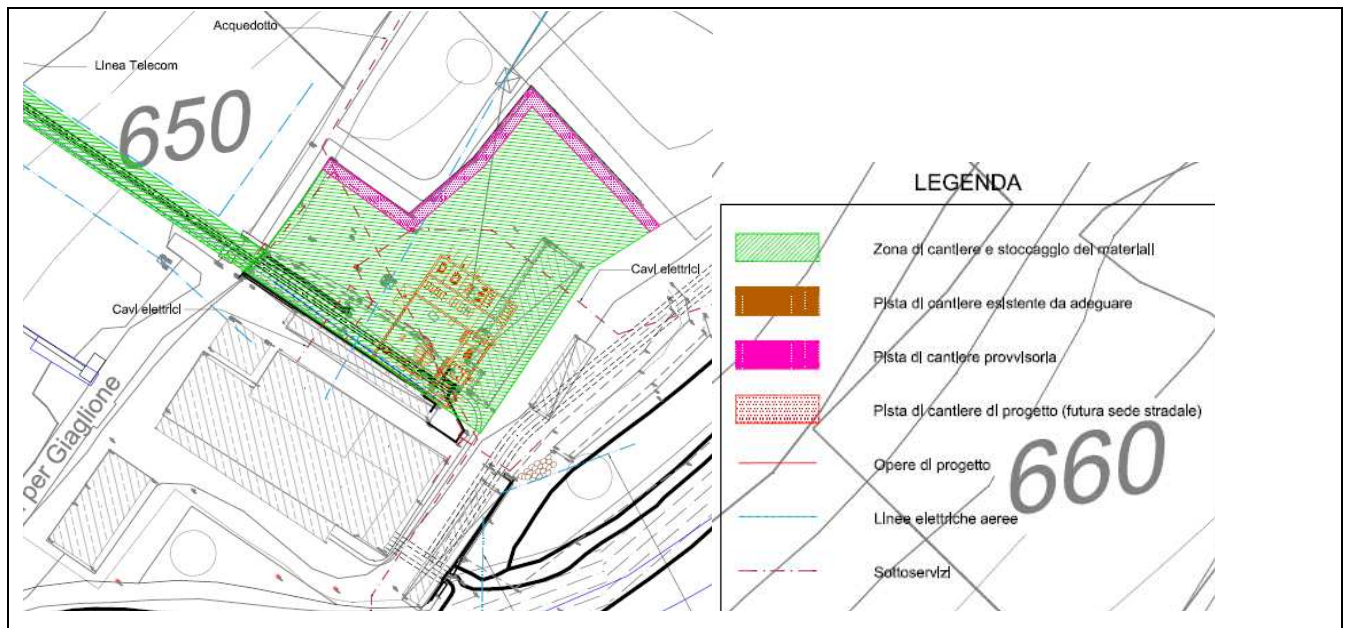 Acquedotto
Linea Telecom
650
Cavi elettrici
Cavi elettrici
per Giaglione
LEGENDA
Zona di cantiere e stoccaggio dei materiali
Pista di cantiere esistente da adeguare
Pista di cantiere provvisoria
Pista di cantiere di progetto (futura sede stradale)
Opere di progetto
660
Linee elettriche aeree
Sottoservizi